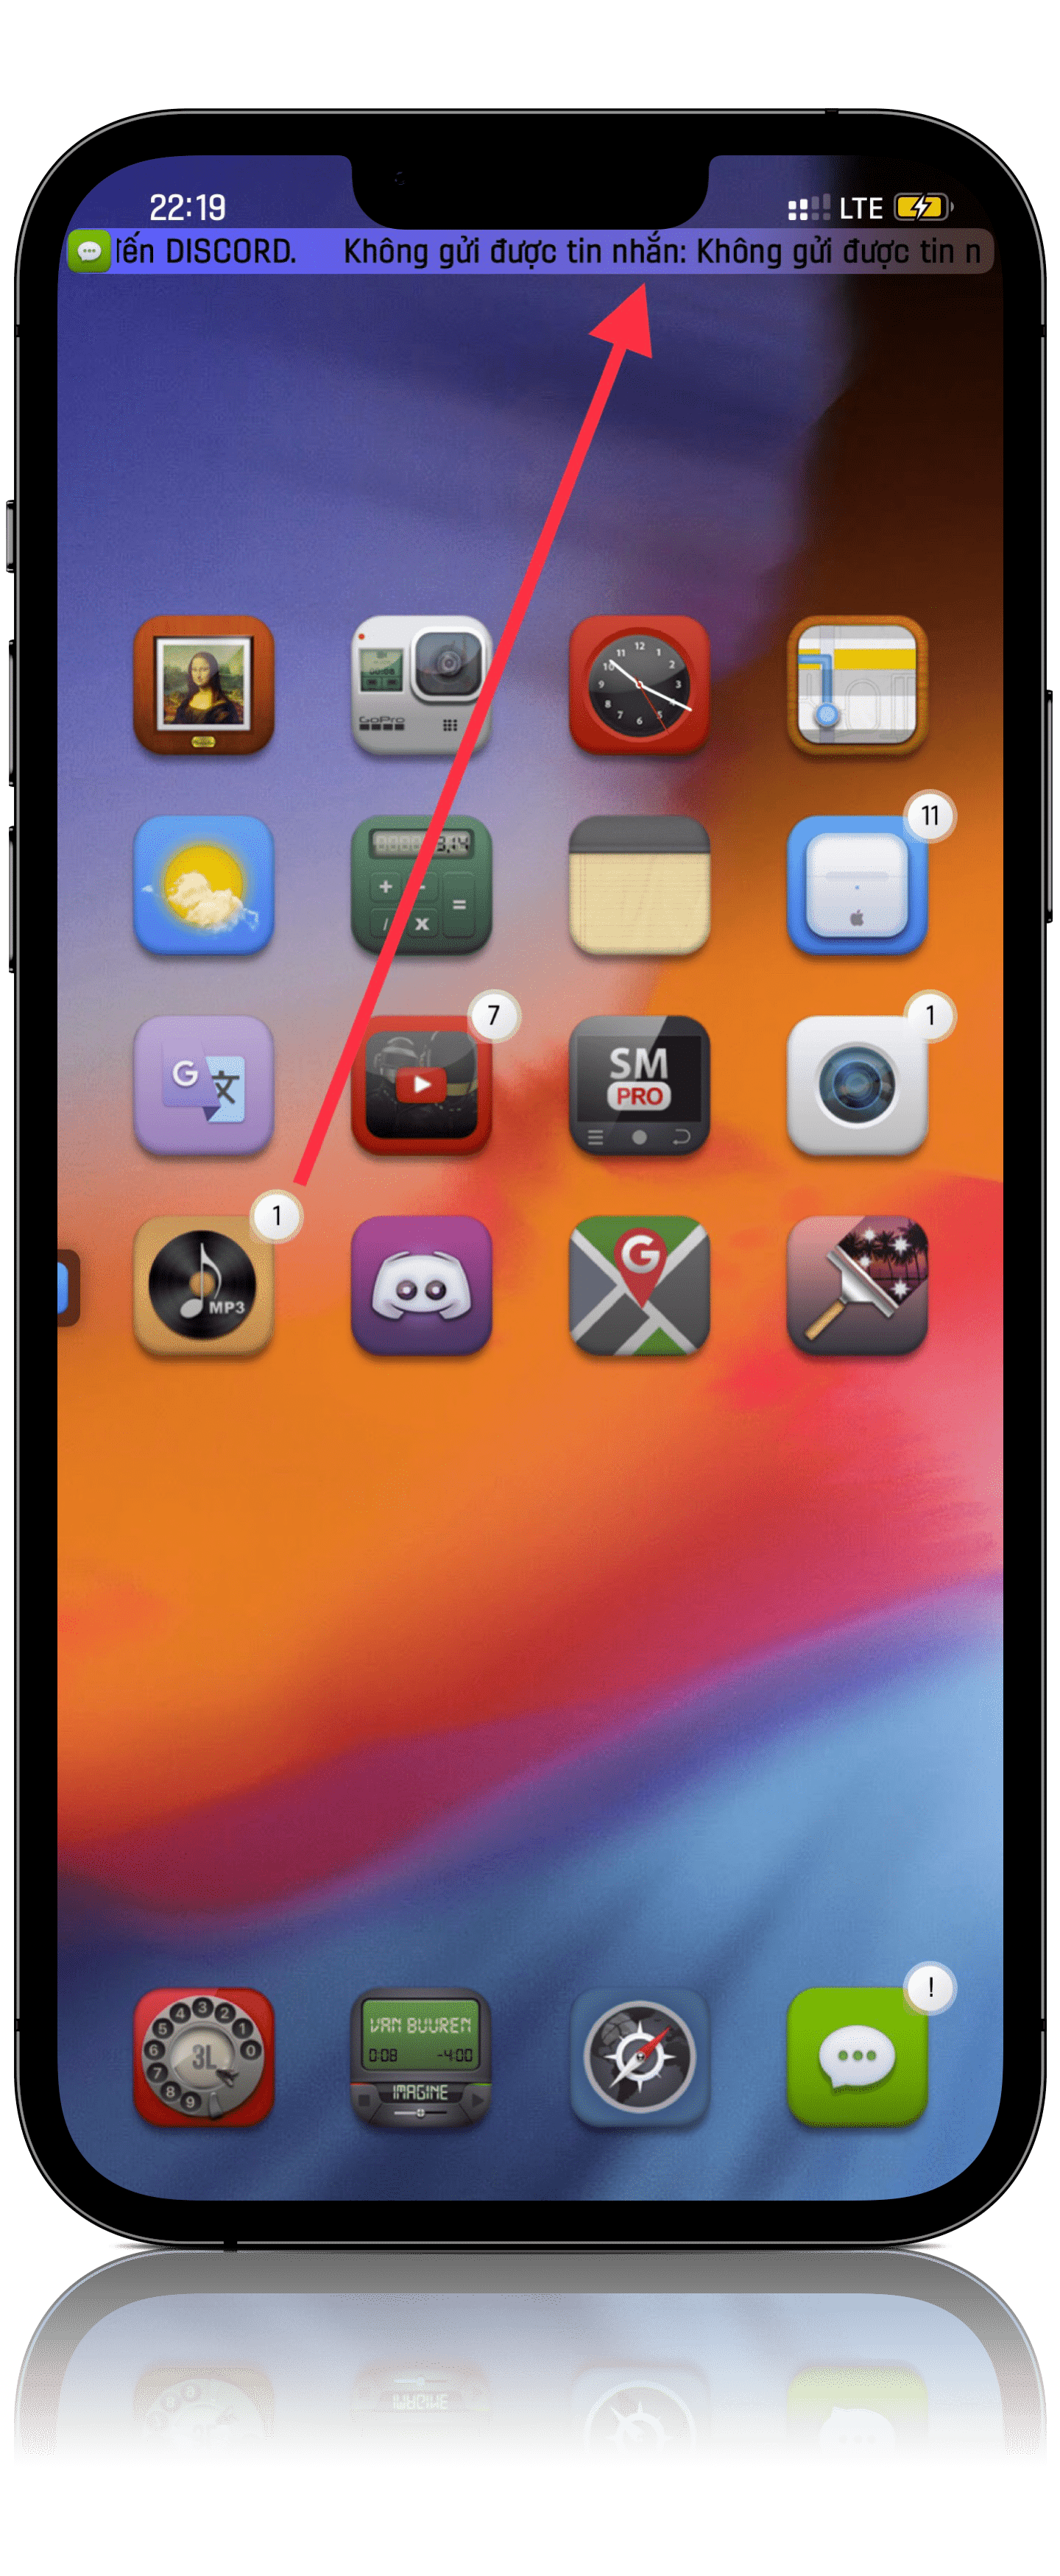 22:19 LTE
đến DISCORD. Không gửi được tin nhắn: Không gửi được tin n
GoPro
12 1 2 3 4 5 6 7 8 9 10 11
3,14
+ -
/ x =
11
G 文
7
SM
PRO
1
1
MP3
G
!
1 2 3 4 5 6 7 8 9 0
3L
VAN BUUREN
0:08 -4:00
IMAGINE